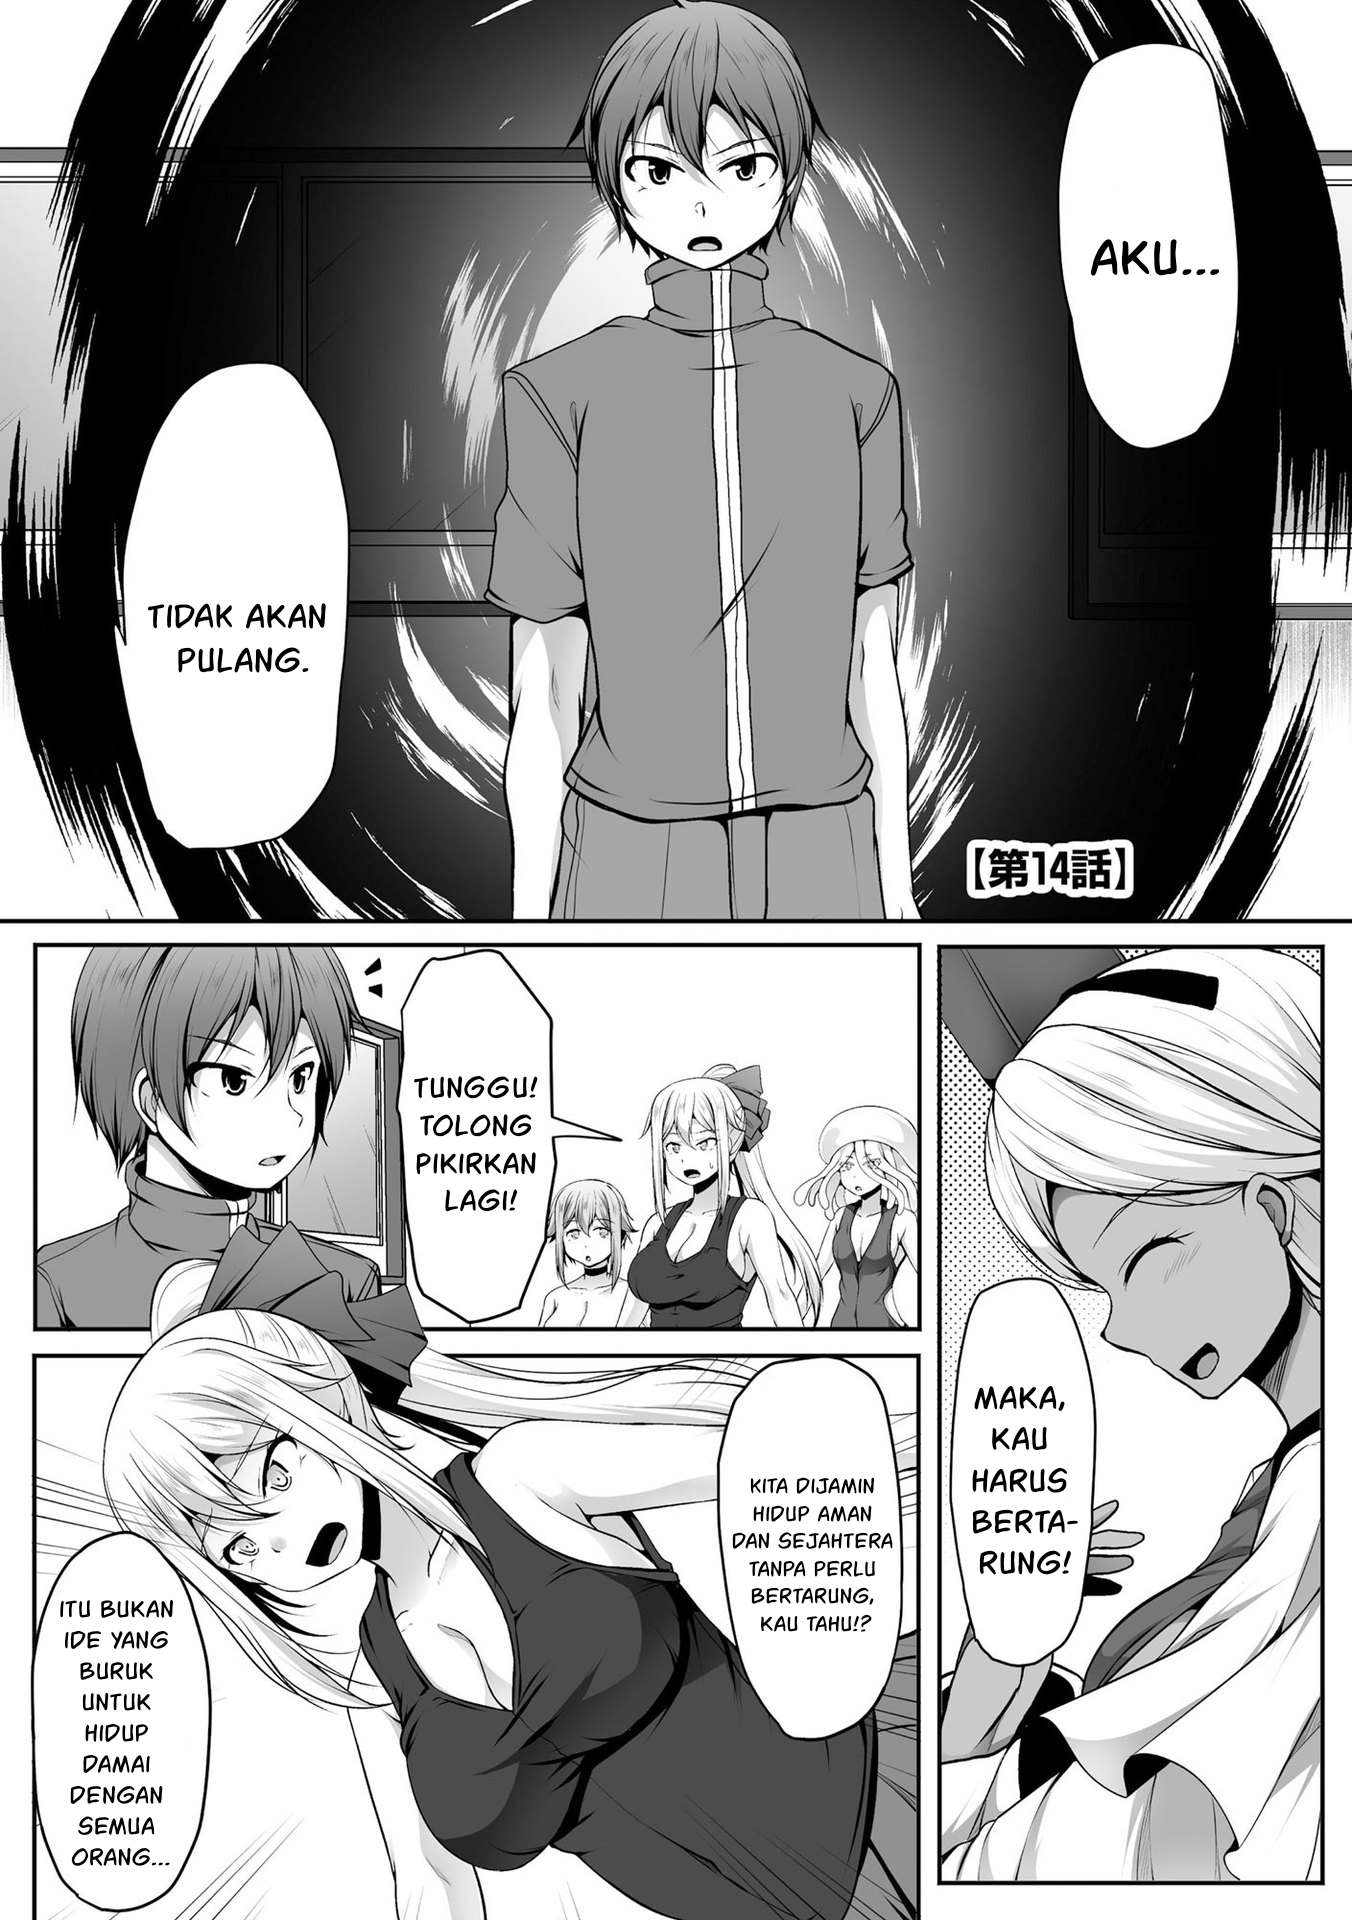 AKU...
TIDAK AKAN
PULANG.
【第14話】
MAKA,
KAU
HARUS
BERTA-
RUNG!
TUNGGU!
TOLONG
PIKIRKAN
LAGI!
KITA DIJAMIN
HIDUP AMAN
DAN SEJAHTERA
TANPA PERLU
BERTARUNG,
KAU TAHU!?
ITU BUKAN
IDE YANG
BURUK
UNTUK
HIDUP
DAMAI
DENGAN
SEMUA
ORANG...